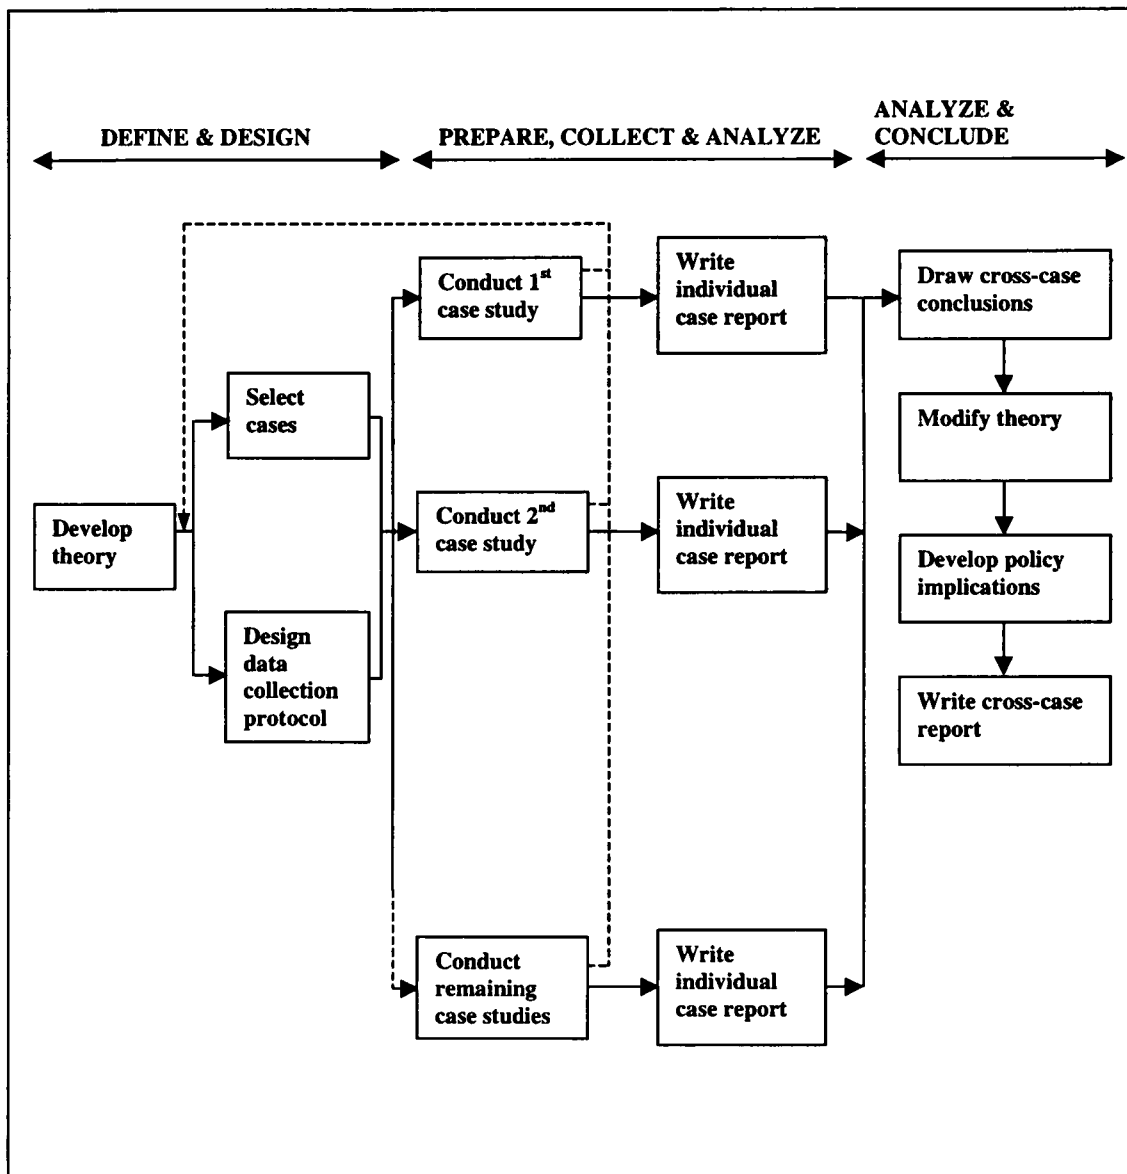 DEFINE & DESIGN
PREPARE, COLLECT & ANALYZE
ANALYZE &
CONCLUDE
Develop
theory
Select
cases
Design
data
collection
protocol
Conduct 1st
case study
Conduct 2nd
case study
Conduct
remaining
case studies
Write
individual
case report
Write
individual
case report
Write
individual
case report
Draw cross-case
conclusions
Modify theory
Develop policy
implications
Write cross-case
report